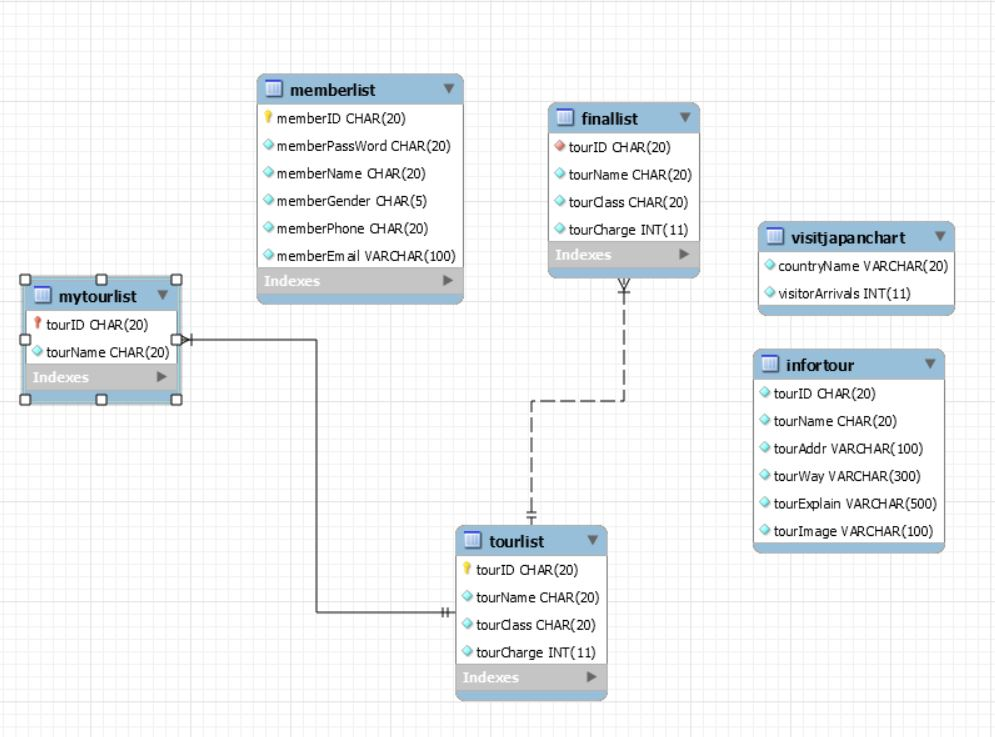 memberlist
memberID CHAR(20)
memberPassWord CHAR(20)
memberName CHAR(20)
memberGender CHAR(5)
memberPhone CHAR(20)
memberEmail VARCHAR(100)
Indexes
finallist
tourID CHAR(20)
tourName CHAR(20)
tourClass CHAR(20)
tourCharge INT(11)
Indexes
visitjapanchart
countryName VARCHAR(20)
visitorArrivals INT(11)
mytourlist
tourID CHAR(20)
tourName CHAR(20)
Indexes
infortour
tourID CHAR(20)
tourName CHAR(20)
tourAddr VARCHAR(100)
tourWay VARCHAR(300)
tourExplain VARCHAR(500)
tourImage VARCHAR(100)
tourlist
tourID CHAR(20)
tourName CHAR(20)
tourClass CHAR(20)
tourCharge INT(11)
Indexes